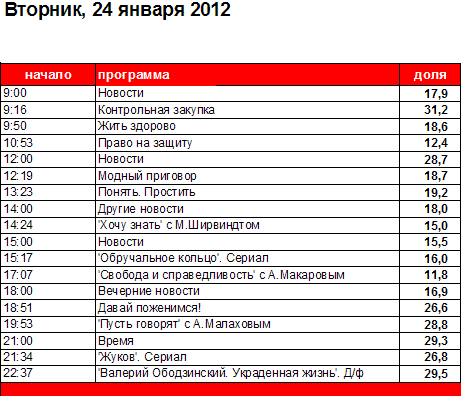 Вторник, 24 января 2012
начало программа доля
9:00 Новости 17,9
9:16 Контрольная закупка 31,2
9:50 Жить здорово 18,6
10:53 Право на защиту 12,4
12:00 Новости 28,7
12:19 Модный приговор 18,7
13:23 Понять. Простить 19,2
14:00 Другие новости 18,0
14:24 'Хочу знать' с М.Ширвиндтом 15,0
15:00 Новости 15,5
15:17 'Обручальное кольцо'. Сериал 16,0
17:07 'Свобода и справедливость' с А.Макаровым 11,8
18:00 Вечерние новости 16,9
18:51 Давай поженимся! 26,6
19:53 'Пусть говорят' с А.Малаховым 28,8
21:00 Время 29,3
21:34 'Жуков'. Сериал 26,8
22:37 'Валерий Ободзинский. Украденная жизнь'. Д/ф 29,5